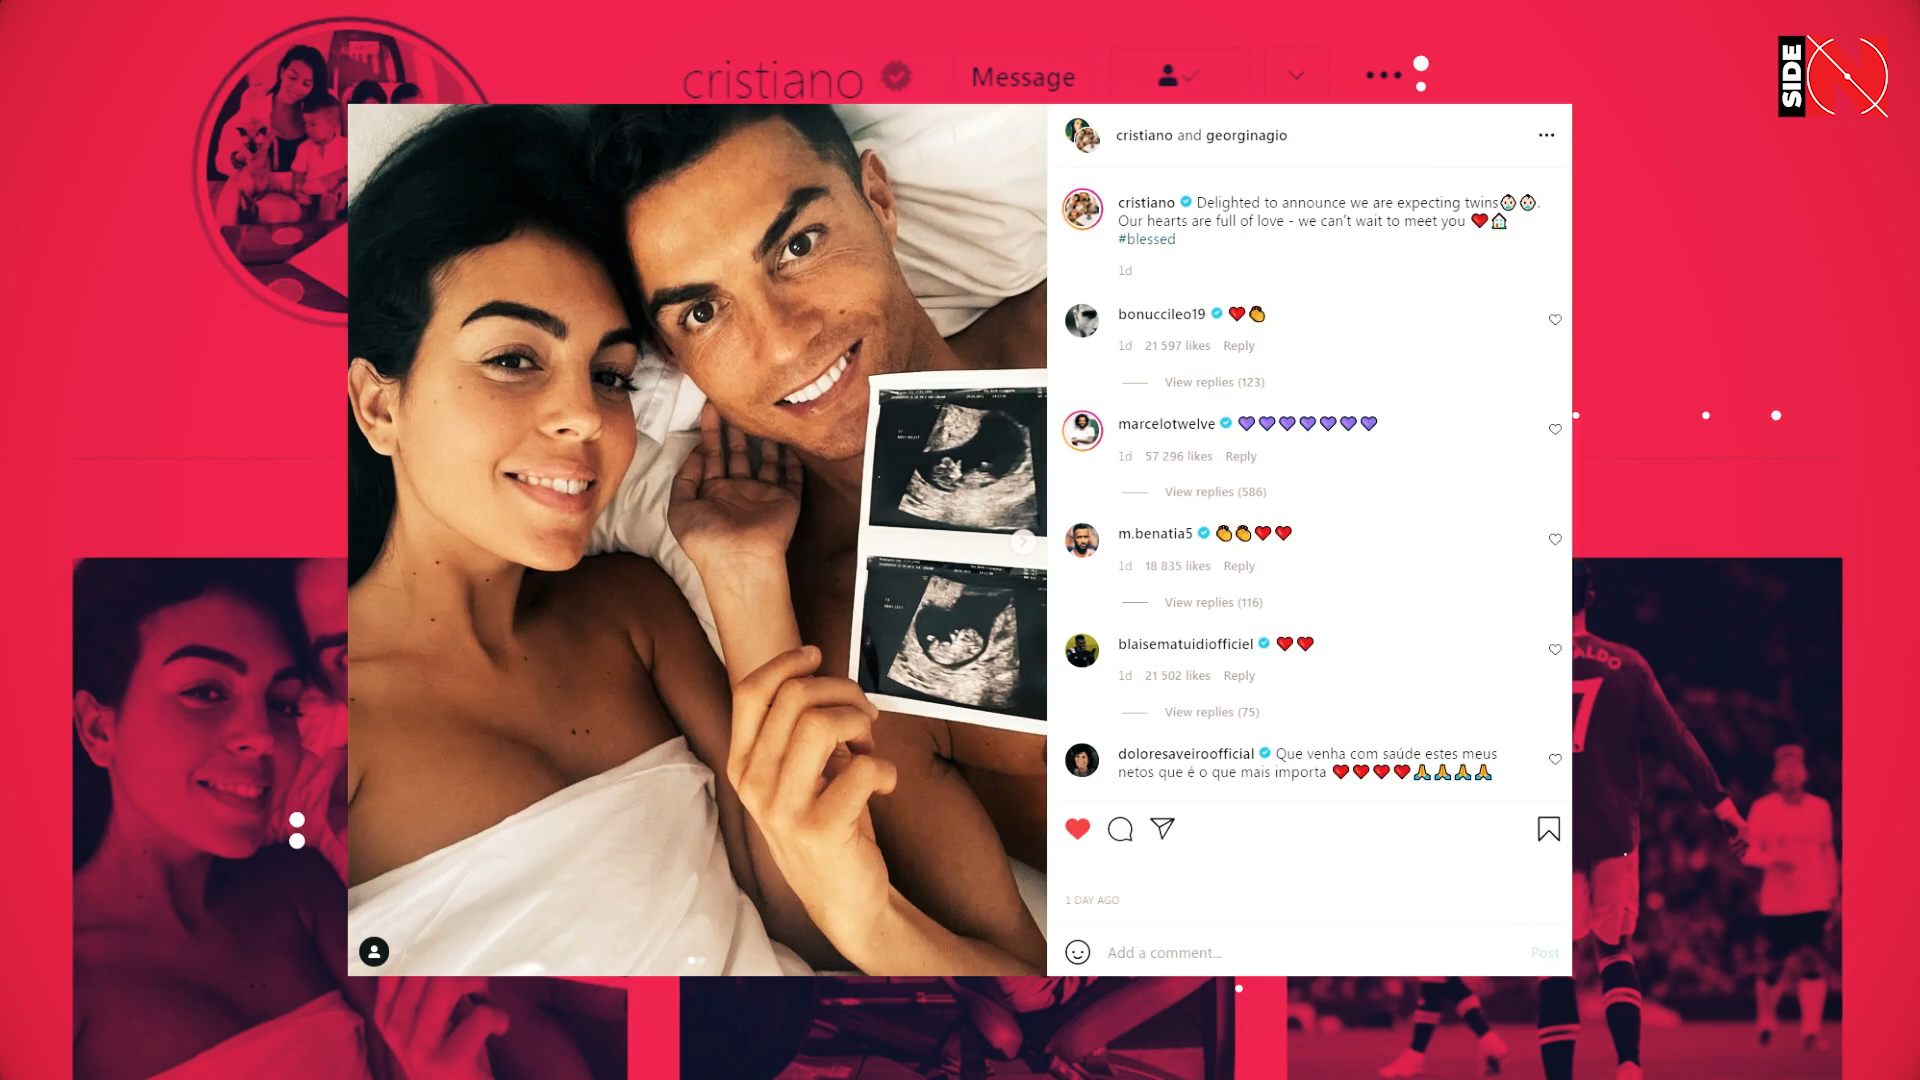 cristiano
Message
SIDE
N
cristiano and georginagio
cristiano Delighted to announce we are expecting twins👶🏻👶🏻.
Our hearts are full of love - we can’t wait to meet you ❤️🏠
#blessed
1d
bonuccileo19 ❤️👏
1d 21 597 likes Reply
View replies (123)
marcelotwelve 💜💜💜💜💜💜💜
1d 57 296 likes Reply
View replies (586)
m.benatia5 👏👏❤️❤️
1d 18 835 likes Reply
View replies (116)
blaisematuidiofficiel ❤️❤️
1d 21 502 likes Reply
View replies (75)
doloresaveiroofficial Que venha com saúde estes meus
netos que é o que mais importa ❤️❤️❤️❤️🙏🙏🙏🙏
1 DAY AGO
Add a comment...
Post
ALDO
7